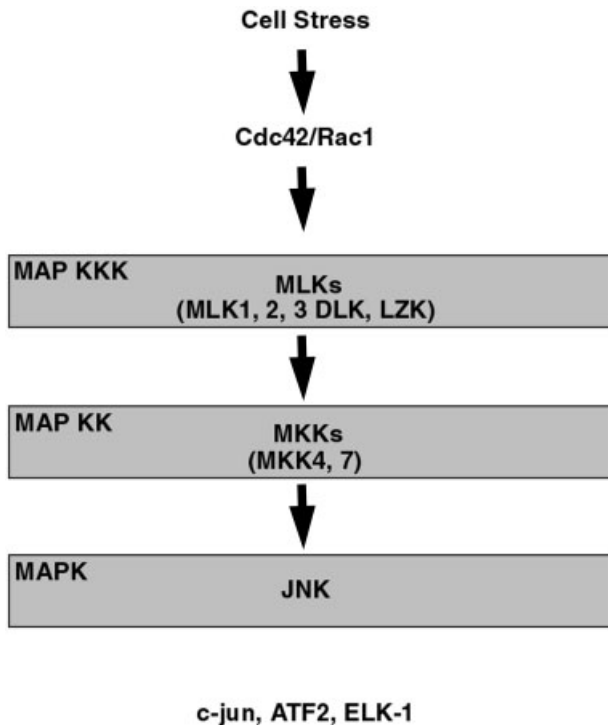 Cell Stress
Cdc42/Rac1
MAP KKK
MLKs
(MLK1, 2, 3 DLK, LZK)
MAP KK
MKKs
(MKK4, 7)
MAPK
JNK
c-jun, ATF2, ELK-1